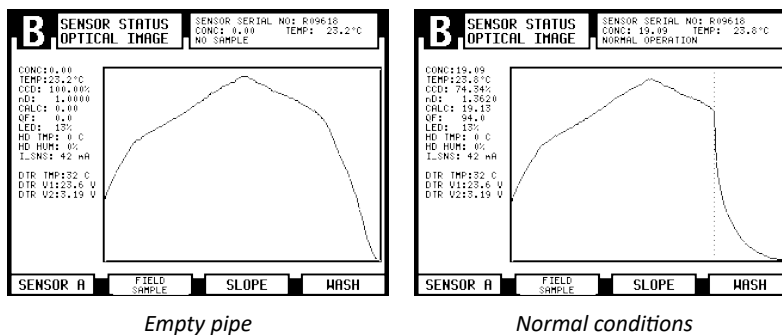 B
SENSOR STATUS
OPTICAL IMAGE
SENSOR SERIAL NO: R09618
CONC: 0.00 TEMP: 23.2°C
NO SAMPLE
CONC:0.00
TEMP:23.2°C
CCD: 100.00%
nD: 1.0000
CALC: 0.00
QF: 0.0
LED: 13%
HD TMP: 0 C
HD HUM: 0%
I_SNS: 42 mA
DTR TMP:32 C
DTR V1:23.6 V
DTR V2:3.19 V
SENSOR A
FIELD
SAMPLE
SLOPE
WASH
Empty pipe
B
SENSOR STATUS
OPTICAL IMAGE
SENSOR SERIAL NO: R09618
CONC: 19.09 TEMP: 23.8°C
NORMAL OPERATION
CONC:19.09
TEMP:23.8°C
CCD: 74.34%
nD: 1.3620
CALC: 19.13
QF: 94.0
LED: 13%
HD TMP: 0 C
HD HUM: 0%
I_SNS: 42 mA
DTR TMP:32 C
DTR V1:23.6 V
DTR V2:3.19 V
SENSOR A
FIELD
SAMPLE
SLOPE
WASH
Normal conditions